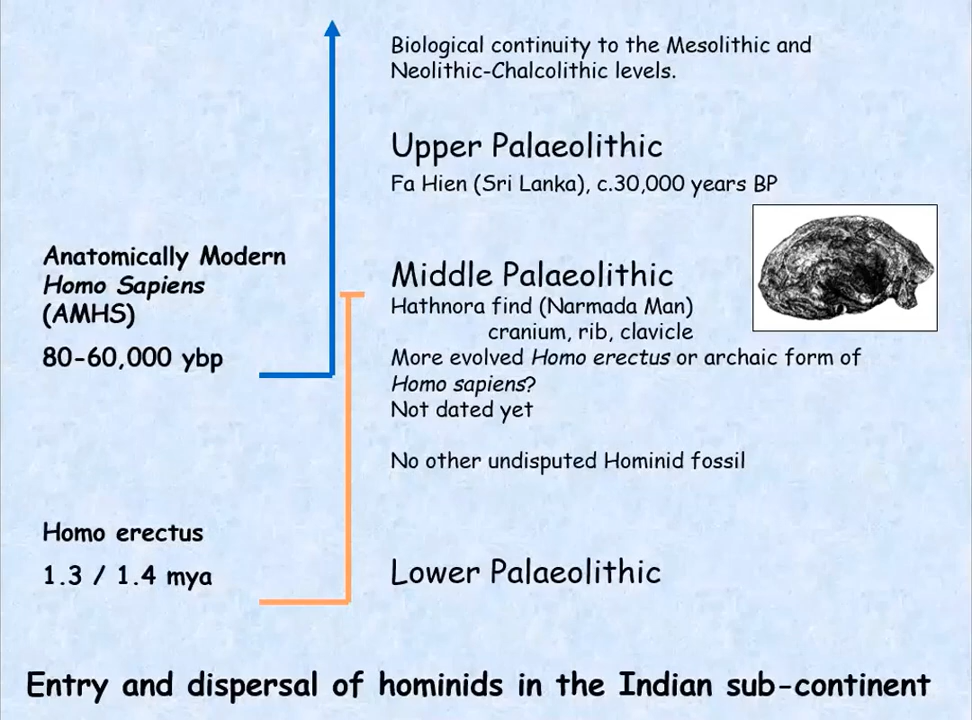 Biological continuity to the Mesolithic and
Neolithic-Chalcolithic levels.
Upper Palaeolithic
Fa Hien (Sri Lanka), c.30,000 years BP
Anatomically Modern
Homo Sapiens
(AMHS)
80-60,000 ybp
Middle Palaeolithic
Hathnora find (Narmada Man)
cranium, rib, clavicle
More evolved Homo erectus or archaic form of
Homo sapiens?
Not dated yet
No other undisputed Hominid fossil
Homo erectus
1.3 / 1.4 mya
Lower Palaeolithic
Entry and dispersal of hominids in the Indian sub-continent